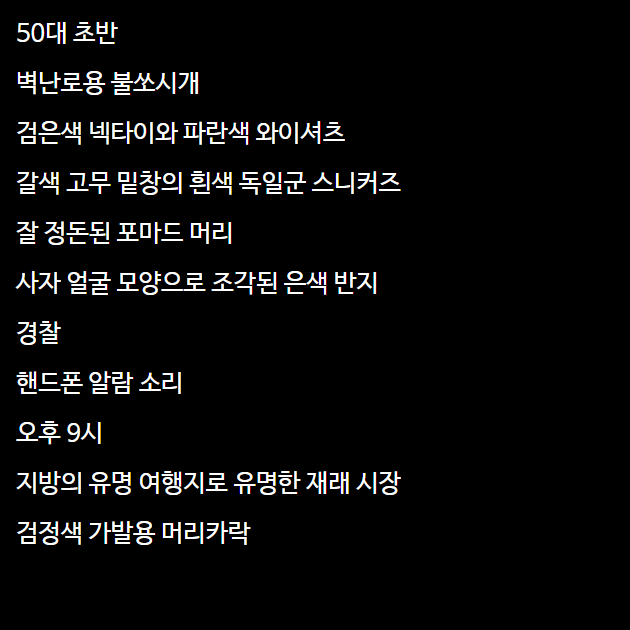 50대 초반
벽난로용 불쏘시개
검은색 넥타이와 파란색 와이셔츠
갈색 고무 밑창의 흰색 독일군 스니커즈
잘 정돈된 포마드 머리
사자 얼굴 모양으로 조각된 은색 반지
경찰
핸드폰 알람 소리
오후 9시
지방의 유명 여행지로 유명한 재래 시장
검정색 가발용 머리카락